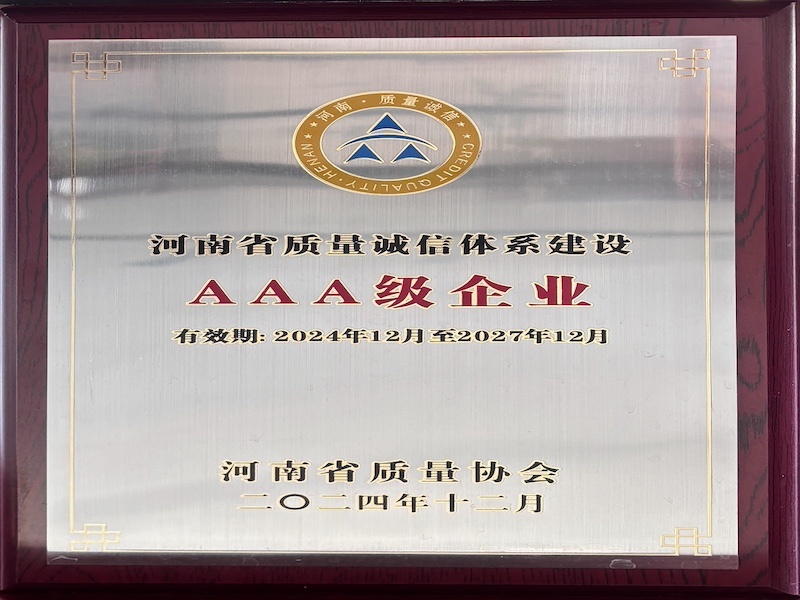 河南·质量诚信
CREDIT QUALITY·HENAN
河南省质量诚信体系建设
AAA级企业
有效期: 2024年12月至2027年12月
河南省质量协会
二〇二四年十二月